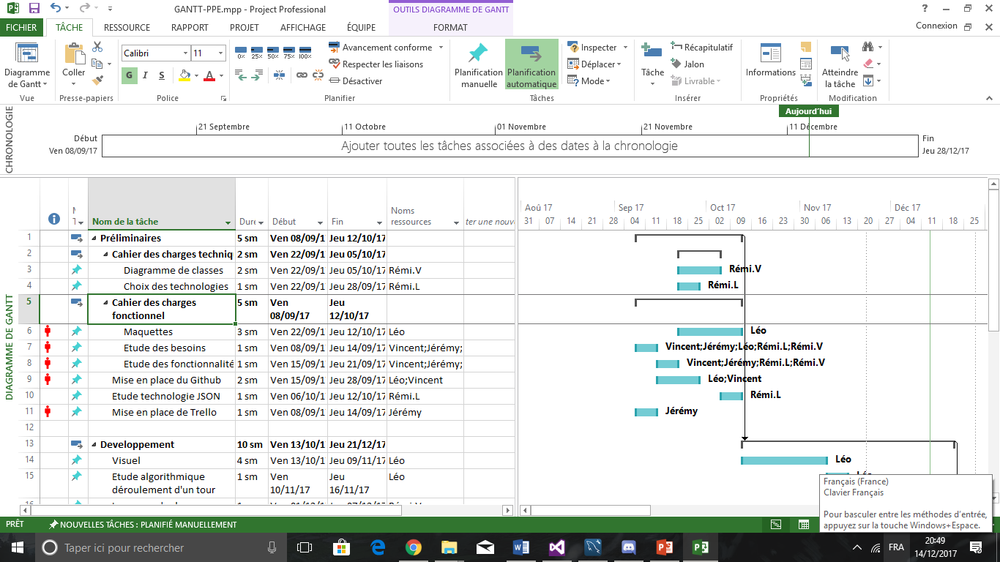 GANTT-PPE.mpp - Project Professional
OUTILS DIAGRAMME DE GANTT
FICHIER TÂCHE RESSOURCE RAPPORT PROJET AFFICHAGE ÉQUIPE FORMAT Connexion
Diagramme de Gantt
Vue
Coller
Presse-papiers
Calibri 11
G I S A
Police
0% 25% 50% 75% 100%
Avancement conforme
Respecter les liaisons
Désactiver
Planifier
Planification manuelle
Planification automatique
Inspecter
Déplacer
Mode
Tâches
Tâche
Récapitulatif
Jalon
Livrable
Insérer
Informations
Propriétés
Atteindre la tâche
Modification
CHRONOLOGIE
Aujourd'hui
21 Septembre 11 Octobre 01 Novembre 21 Novembre 11 Décembre
Début
Ven 08/09/17
Ajouter toutes les tâches associées à des dates à la chronologie
Fin
Jeu 28/12/17
DIAGRAMME DE GANTT
Nom de la tâche Duré Début Fin Noms ressources ter une nouv
Aoû 17 Sep 17 Oct 17 Nov 17 Déc 17
31 07 14 21 28 04 11 18 25 02 09 16 23 30 06 13 20 27 04 11 18 25
1 Préliminaires 5 sm Ven 08/09/1 Jeu 12/10/17
2 Cahier des charges techniq 2 sm Ven 22/09/1 Jeu 05/10/17
3 Diagramme de classes 2 sm Ven 22/09/1 Jeu 05/10/17 Rémi.V Rémi.V
4 Choix des technologies 1 sm Ven 22/09/1 Jeu 28/09/17 Rémi.L Rémi.L
5 Cahier des charges fonctionnel 5 sm Ven 08/09/17 Jeu 12/10/17
6 Maquettes 3 sm Ven 22/09/1 Jeu 12/10/17 Léo Léo
7 Etude des besoins 1 sm Ven 08/09/1 Jeu 14/09/17 Vincent;Jérémy; Vincent;Jérémy;Léo;Rémi.L;Rémi.V
8 Etude des fonctionnalité 1 sm Ven 15/09/1 Jeu 21/09/17 Vincent;Jérémy; Vincent;Jérémy;Rémi.L;Rémi.V
9 Mise en place du Github 2 sm Ven 15/09/1 Jeu 28/09/17 Léo;Vincent Léo;Vincent
10 Etude technologie JSON 1 sm Ven 06/10/1 Jeu 12/10/17 Rémi.L Rémi.L
11 Mise en place de Trello 1 sm Ven 08/09/1 Jeu 14/09/17 Jérémy Jérémy
12
13 Developpement 10 sm Ven 13/10/1 Jeu 21/12/17
14 Visuel 4 sm Ven 13/10/1 Jeu 09/11/17 Léo Léo
15 Etude algorithmique déroulement d'un tour 1 sm Ven 10/11/17 Jeu 16/11/17 Léo
Français (France)
Clavier Français
Pour basculer entre les méthodes d'entrée,
appuyez sur la touche Windows+Espace.
PRÊT NOUVELLES TÂCHES : PLANIFIÉ MANUELLEMENT
Taper ici pour rechercher
FRA
20:49
14/12/2017